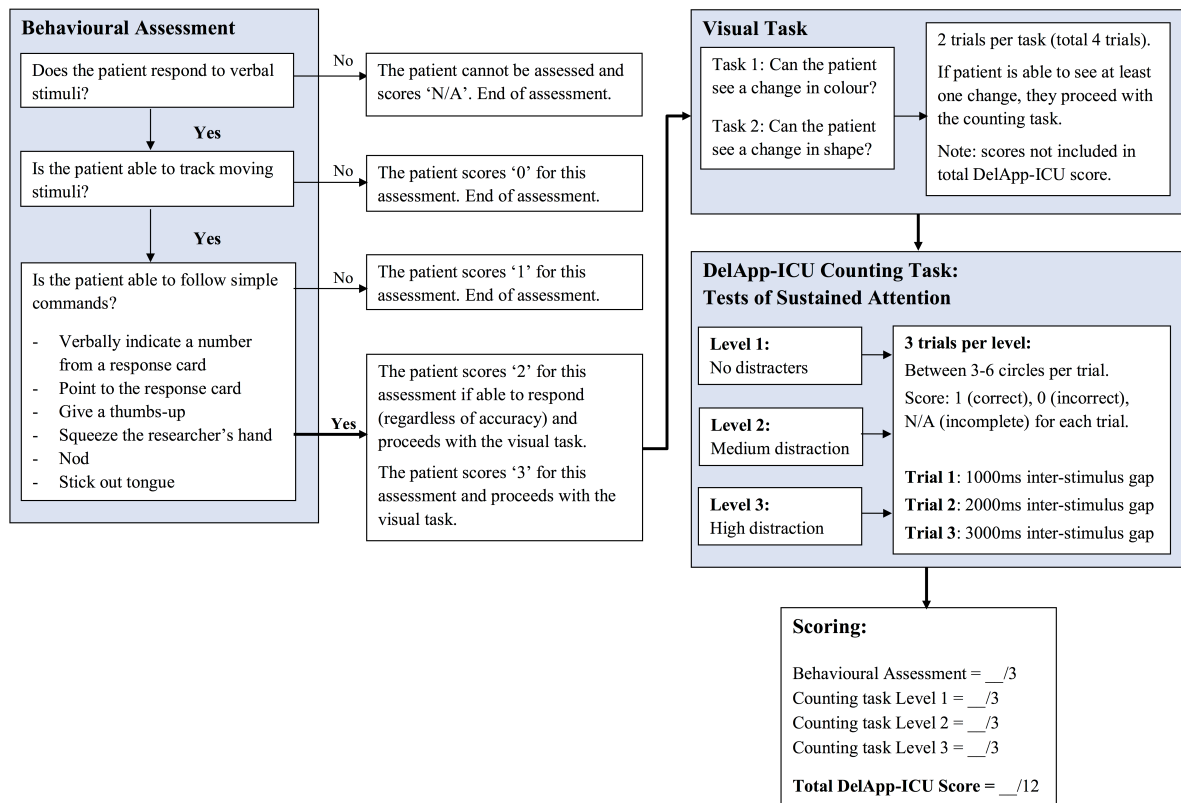 Behavioural Assessment
Does the patient respond to verbal
stimuli?
No
The patient cannot be assessed and
scores ‘N/A’. End of assessment.
Yes
Is the patient able to track moving
stimuli?
No
The patient scores ‘0’ for this
assessment. End of assessment.
Yes
Is the patient able to follow simple
commands?
- Verbally indicate a number
from a response card
- Point to the response card
- Give a thumbs-up
- Squeeze the researcher’s hand
- Nod
- Stick out tongue
No
The patient scores ‘1’ for this
assessment. End of assessment.
Yes
The patient scores ‘2’ for this
assessment if able to respond
(regardless of accuracy) and
proceeds with the visual task.
The patient scores ‘3’ for this
assessment and proceeds with the
visual task.
Visual Task
Task 1: Can the patient
see a change in colour?
Task 2: Can the patient
see a change in shape?
2 trials per task (total 4 trials).
If patient is able to see at least
one change, they proceed with
the counting task.
Note: scores not included in
total DelApp-ICU score.
DelApp-ICU Counting Task:
Tests of Sustained Attention
Level 1:
No distracters
Level 2:
Medium distraction
Level 3:
High distraction
3 trials per level:
Between 3-6 circles per trial.
Score: 1 (correct), 0 (incorrect),
N/A (incomplete) for each trial.
Trial 1: 1000ms inter-stimulus gap
Trial 2: 2000ms inter-stimulus gap
Trial 3: 3000ms inter-stimulus gap
Scoring:
Behavioural Assessment = __/3
Counting task Level 1 = __/3
Counting task Level 2 = __/3
Counting task Level 3 = __/3
Total DelApp-ICU Score = __/12